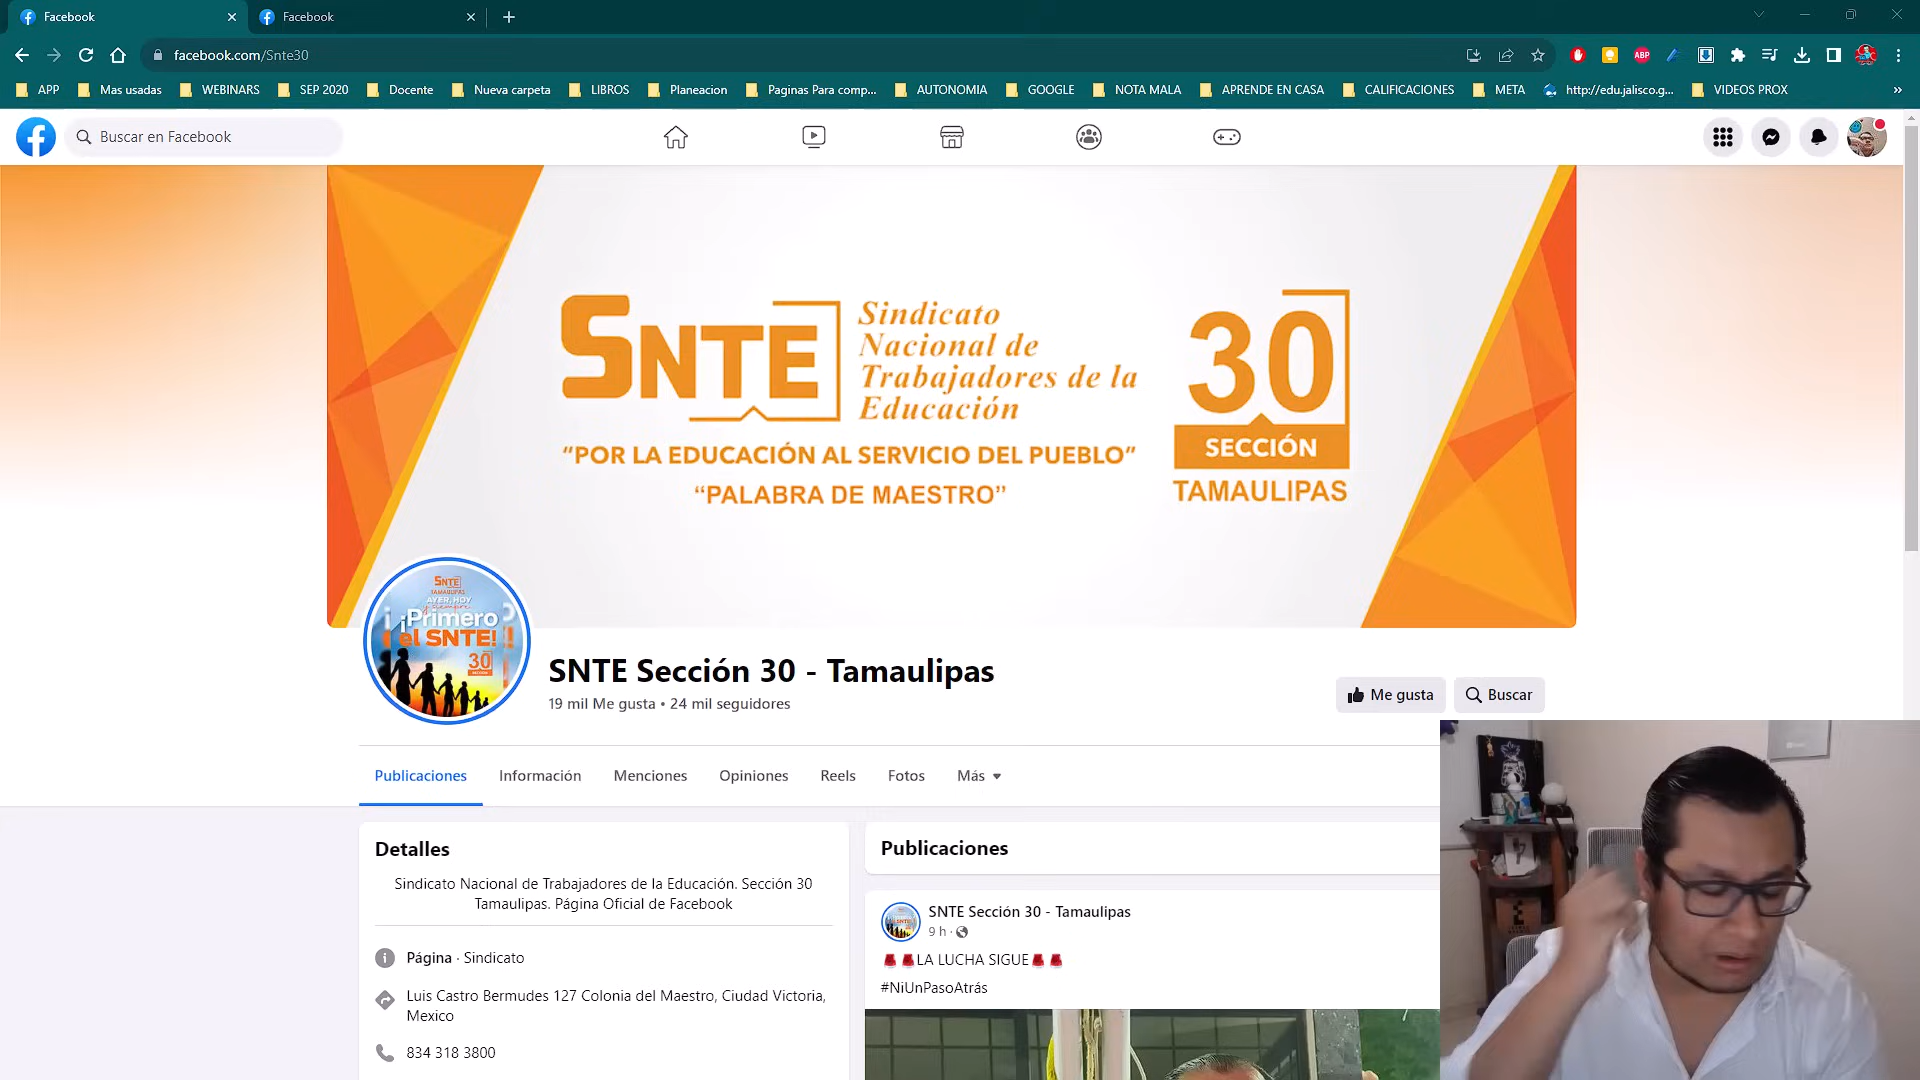 Facebook
Facebook
facebook.com/Snte30
ABP
APP
Mas usadas
WEBINARS
SEP 2020
Docente
Nueva carpeta
LIBROS
Planeacion
Paginas Para comp...
AUTONOMIA
GOOGLE
NOTA MALA
APRENDE EN CASA
CALIFICACIONES
META
http://edu.jalisco.g...
VIDEOS PROX
»
Buscar en Facebook
SNTE
Sindicato
Nacional de
Trabajadores de la
Educación
30
SECCIÓN
TAMAULIPAS
“POR LA EDUCACIÓN AL SERVICIO DEL PUEBLO”
“PALABRA DE MAESTRO”
SNTE
TAMAULIPAS
AYER, HOY
y siempre
¡Primero
el SNTE!
30
SNTE Sección 30 - Tamaulipas
19 mil Me gusta • 24 mil seguidores
Me gusta
Buscar
Publicaciones
Información
Menciones
Opiniones
Reels
Fotos
Más
Detalles
Sindicato Nacional de Trabajadores de la Educación. Sección 30
Tamaulipas. Página Oficial de Facebook
Página · Sindicato
Luis Castro Bermudes 127 Colonia del Maestro, Ciudad Victoria,
Mexico
834 318 3800
Publicaciones
SNTE Sección 30 - Tamaulipas
9 h ·
LA LUCHA SIGUE
#NiUnPasoAtrás